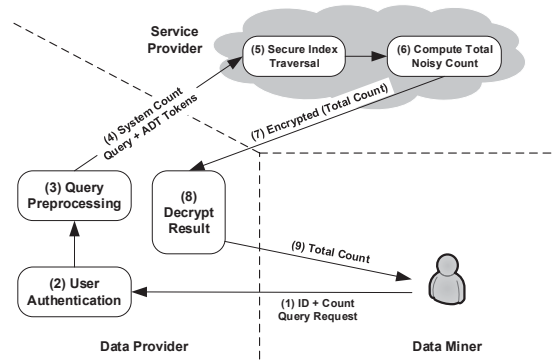 Service
Provider
(5) Secure Index
Traversal
(6) Compute Total
Noisy Count
(4) System Count
Query + ADT Tokens
(7) Encrypted (Total Count)
(3) Query
Preprocessing
(8)
Decrypt
Result
(9) Total Count
(2) User
Authentication
(1) ID + Count
Query Request
Data Provider
Data Miner